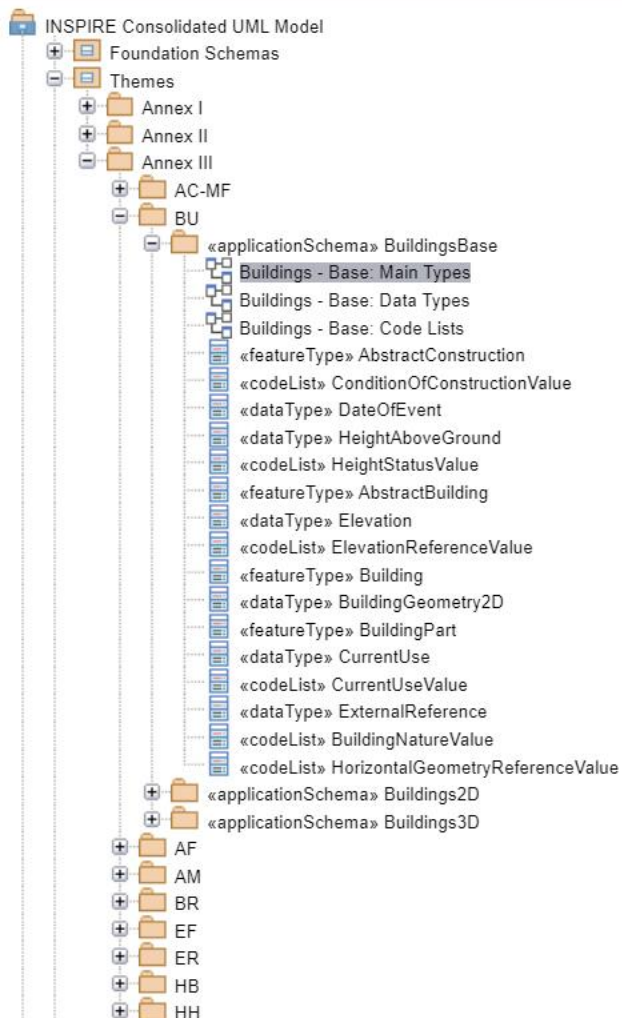 INSPIRE Consolidated UML Model
Foundation Schemas
Themes
Annex I
Annex II
Annex III
AC-MF
BU
«applicationSchema» BuildingsBase
Buildings - Base: Main Types
Buildings - Base: Data Types
Buildings - Base: Code Lists
«featureType» AbstractConstruction
«codeList» ConditionOfConstructionValue
«dataType» DateOfEvent
«dataType» HeightAboveGround
«codeList» HeightStatusValue
«featureType» AbstractBuilding
«dataType» Elevation
«codeList» ElevationReferenceValue
«featureType» Building
«dataType» BuildingGeometry2D
«featureType» BuildingPart
«dataType» CurrentUse
«codeList» CurrentUseValue
«dataType» ExternalReference
«codeList» BuildingNatureValue
«codeList» HorizontalGeometryReferenceValue
«applicationSchema» Buildings2D
«applicationSchema» Buildings3D
AF
AM
BR
EF
ER
HB
HH